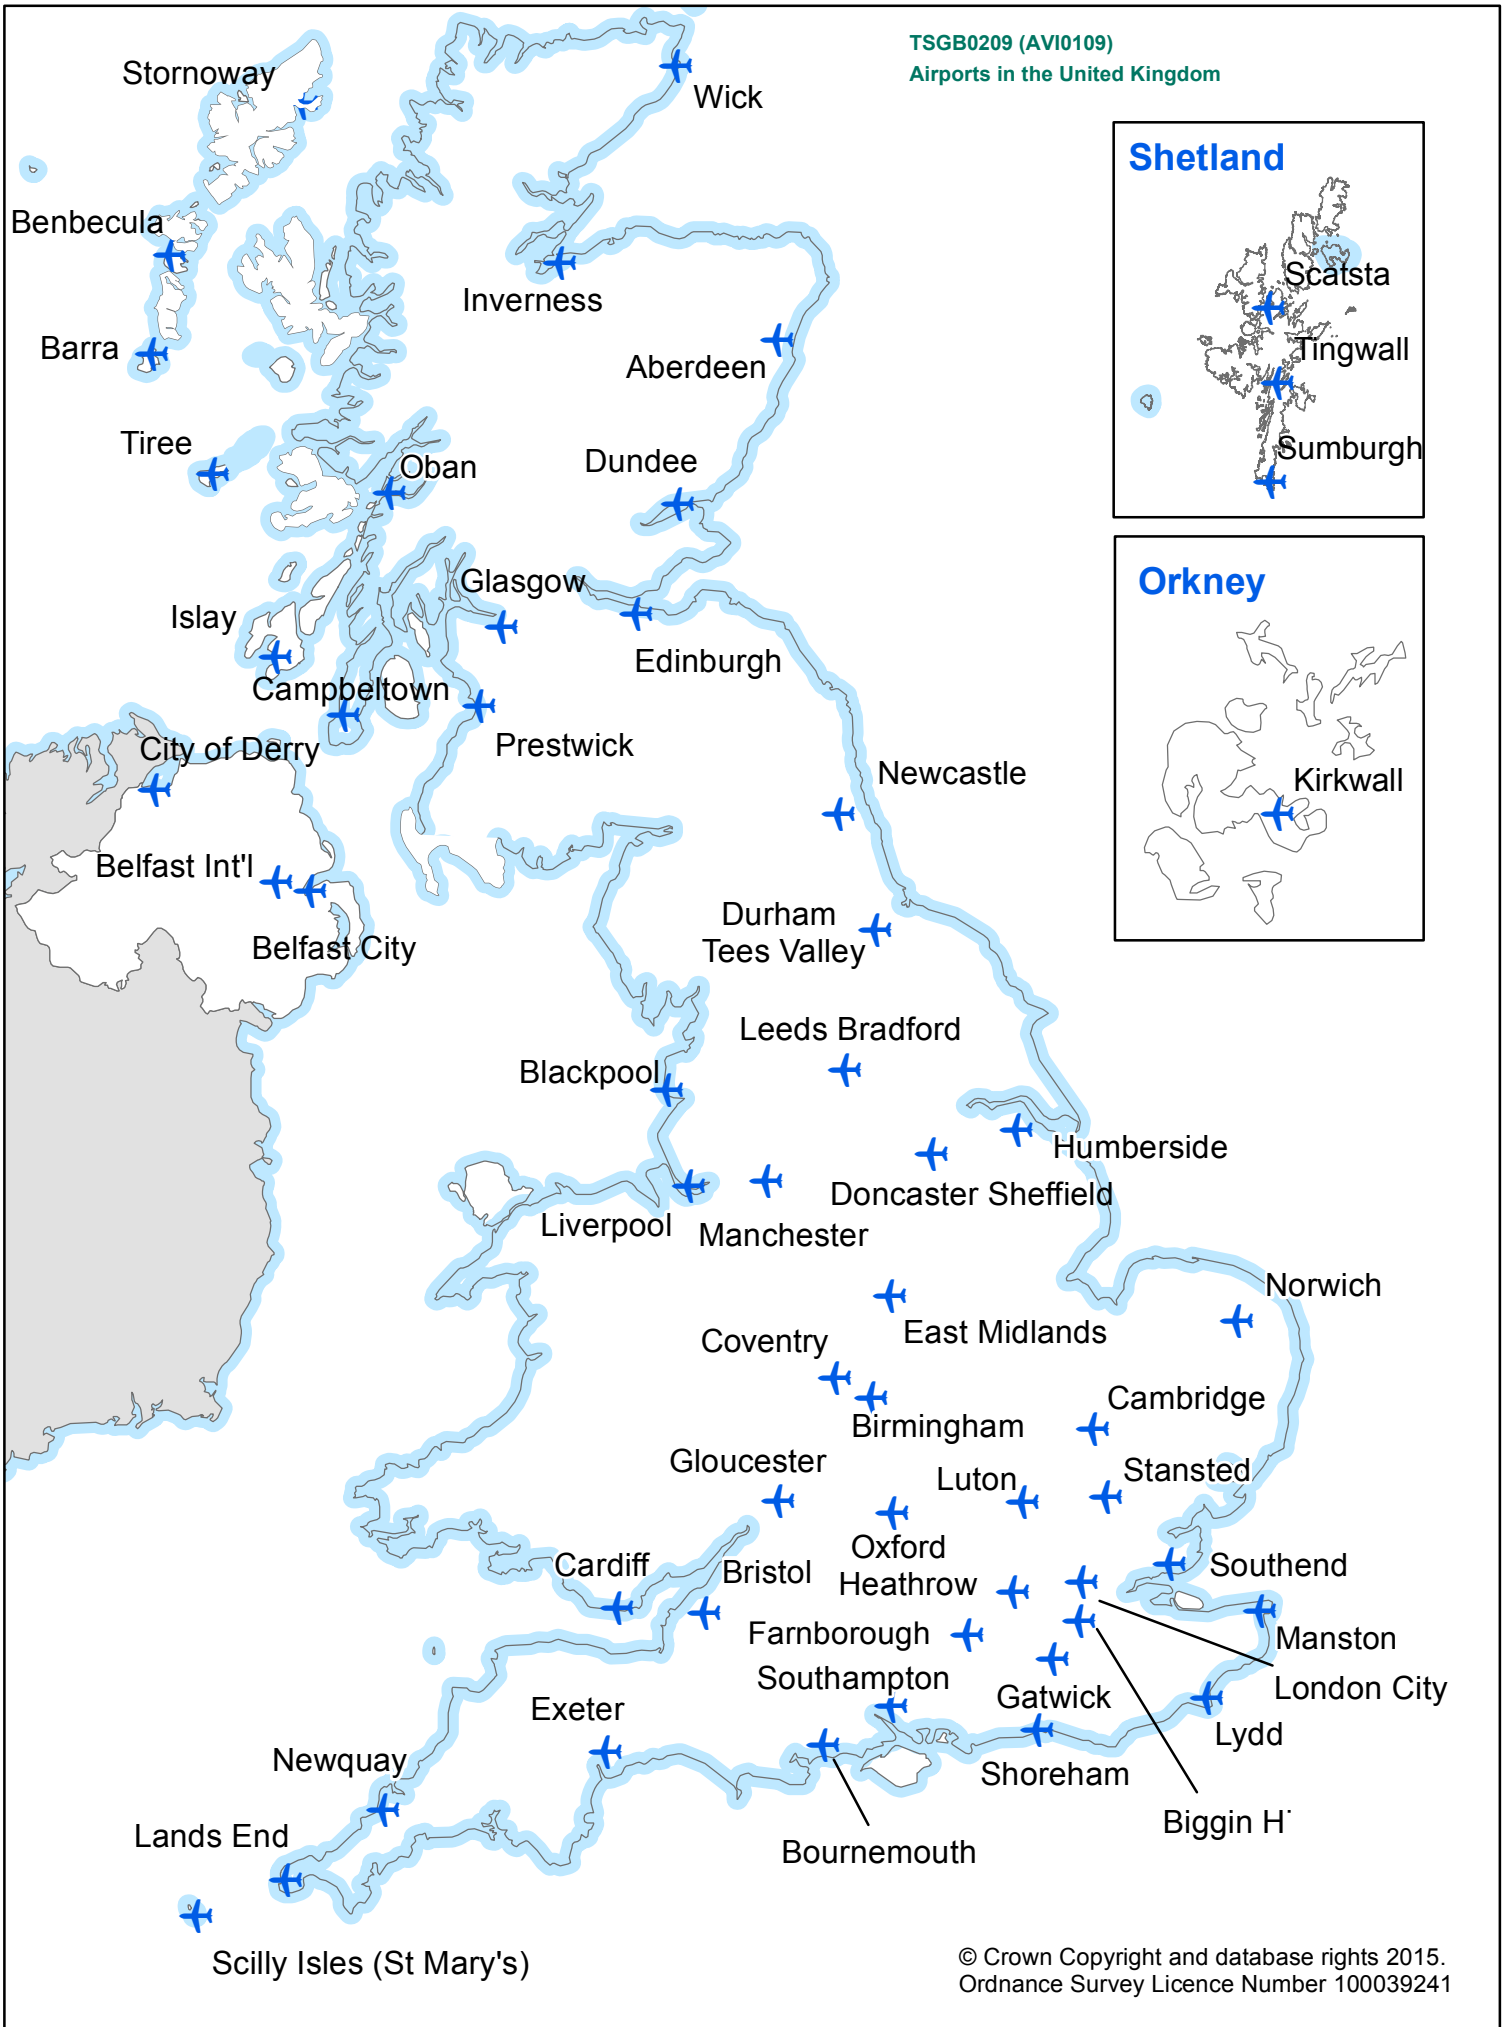 TSGB0209 (AVI0109)
Airports in the United Kingdom
Stornoway
Wick
Shetland
Benbecula
Scatsta
Inverness
Barra
Tingwall
Aberdeen
Tiree
Sumburgh
Oban
Dundee
Glasgow
Orkney
Islay
Edinburgh
Campbeltown
Prestwick
City of Derry
Newcastle
Kirkwall
Belfast Int'l
Durham
Tees Valley
Belfast City
Leeds Bradford
Blackpool
Humberside
Doncaster Sheffield
Liverpool
Manchester
Norwich
East Midlands
Coventry
Cambridge
Birmingham
Gloucester
Luton
Stansted
Oxford
Cardiff
Bristol
Heathrow
Southend
Farnborough
Manston
Southampton
London City
Gatwick
Exeter
Lydd
Newquay
Shoreham
Biggin H
Lands End
Bournemouth
Scilly Isles (St Mary's)
© Crown Copyright and database rights 2015.
Ordnance Survey Licence Number 100039241